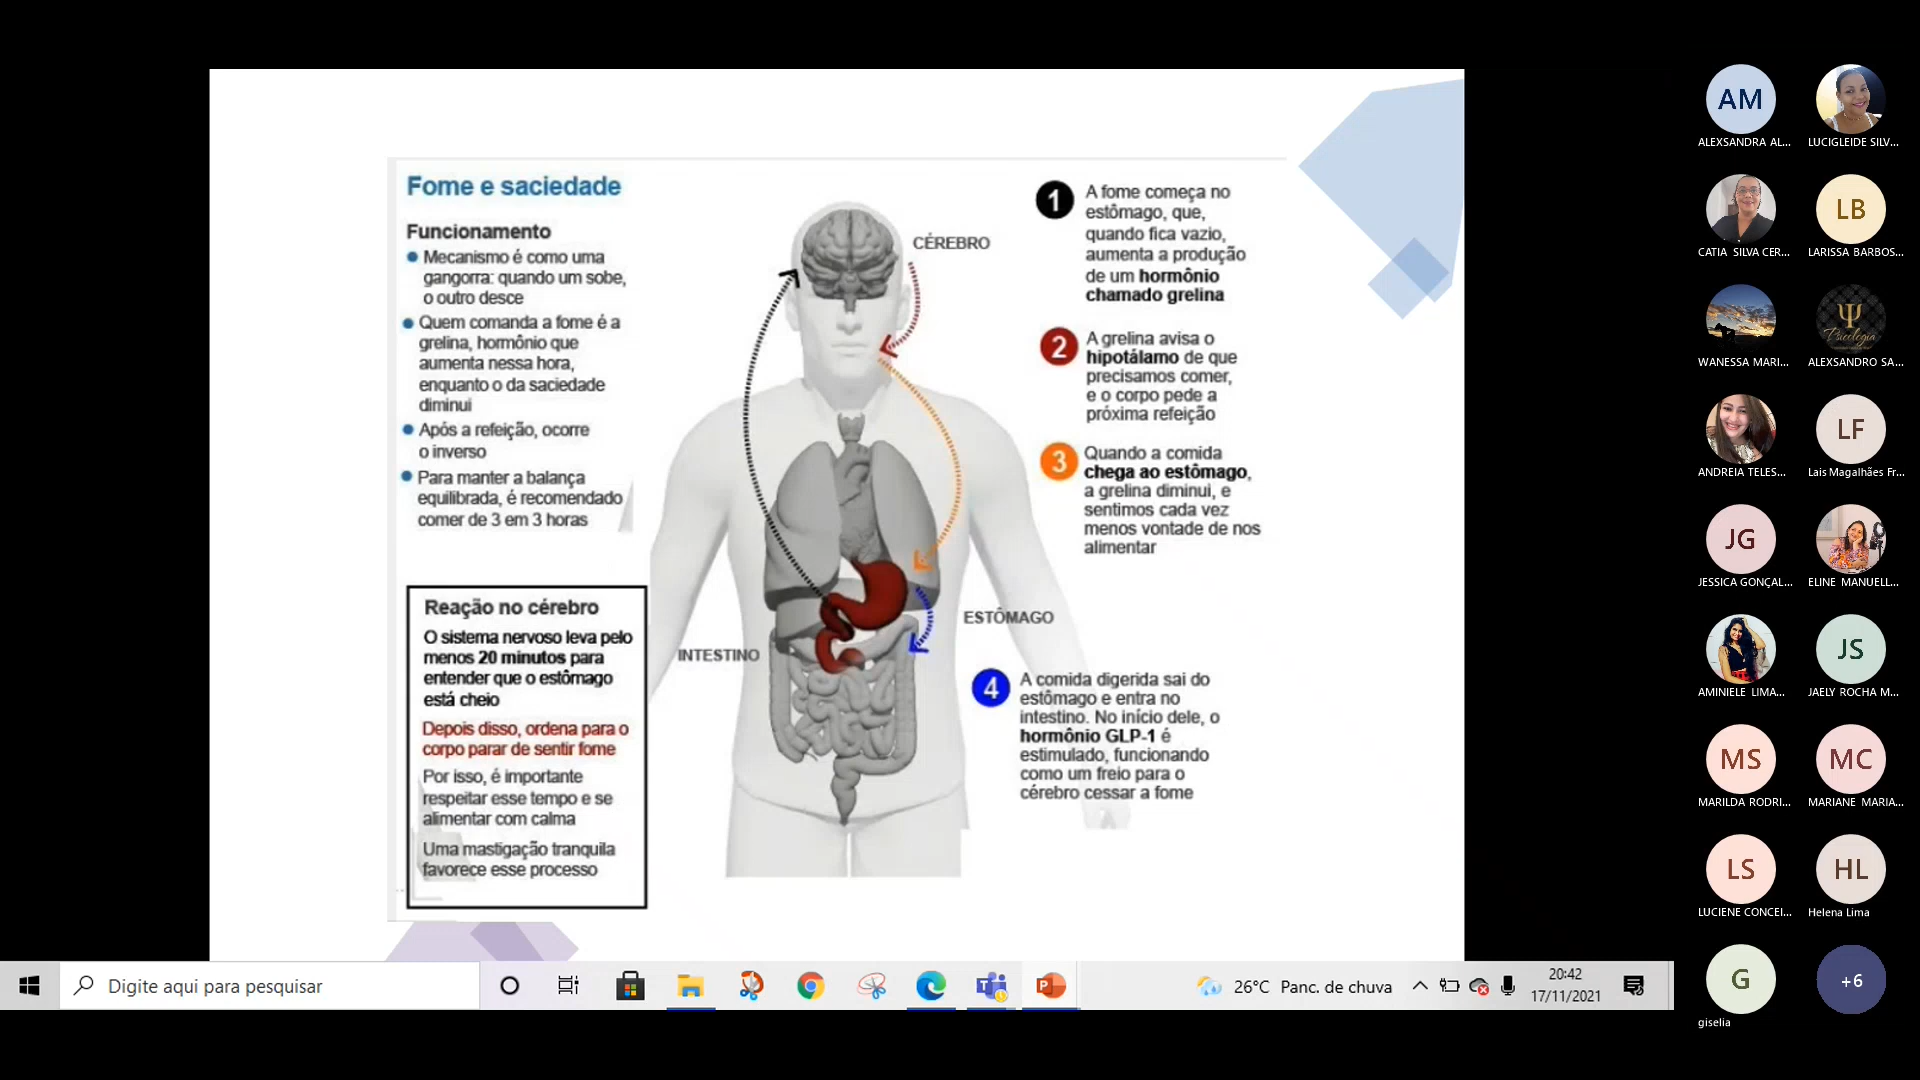 Fome e saciedade
Funcionamento
Mecanismo é como uma
gangorra: quando um sobe,
o outro desce
Quem comanda a fome é a
grelina, hormônio que
aumenta nessa hora,
enquanto o da saciedade
diminui
Após a refeição, ocorre
o inverso
Para manter a balança
equilibrada, é recomendado
comer de 3 em 3 horas
Reação no cérebro
O sistema nervoso leva pelo
menos 20 minutos para
entender que o estômago
está cheio
Depois disso, ordena para o
corpo parar de sentir fome
Por isso, é importante
respeitar esse tempo e se
alimentar com calma
Uma mastigação tranquila
favorece esse processo
CÉREBRO
ESTÔMAGO
INTESTINO
1
A fome começa no
estômago, que,
quando fica vazio,
aumenta a produção
de um hormônio
chamado grelina
2
A grelina avisa o
hipotálamo de que
precisamos comer,
e o corpo pede a
próxima refeição
3
Quando a comida
chega ao estômago,
a grelina diminui, e
sentimos cada vez
menos vontade de nos
alimentar
4
A comida digerida sai do
estômago e entra no
intestino. No início dele, o
hormônio GLP-1 é
estimulado, funcionando
como um freio para o
cérebro cessar a fome
Digite aqui para pesquisar
26°C Panc. de chuva
20:42
17/11/2021
AM
ALEXSANDRA AL...
LUCIGLEIDE SILV...
CATIA SILVA CER...
LB
LARISSA BARBOS...
WANESSA MARI...
Ψ
Psicologia
ALEXSANDRO SA...
ANDREIA TELES...
LF
Lais Magalhães Fr...
JG
JESSICA GONÇAL...
ELINE MANUELL...
AMINIELE LIMA...
JS
JAELY ROCHA M...
MS
MARILDA RODRI...
MC
MARIANE MARIA...
LS
LUCIENE CONCEI...
HL
Helena Lima
G
giselia
+6